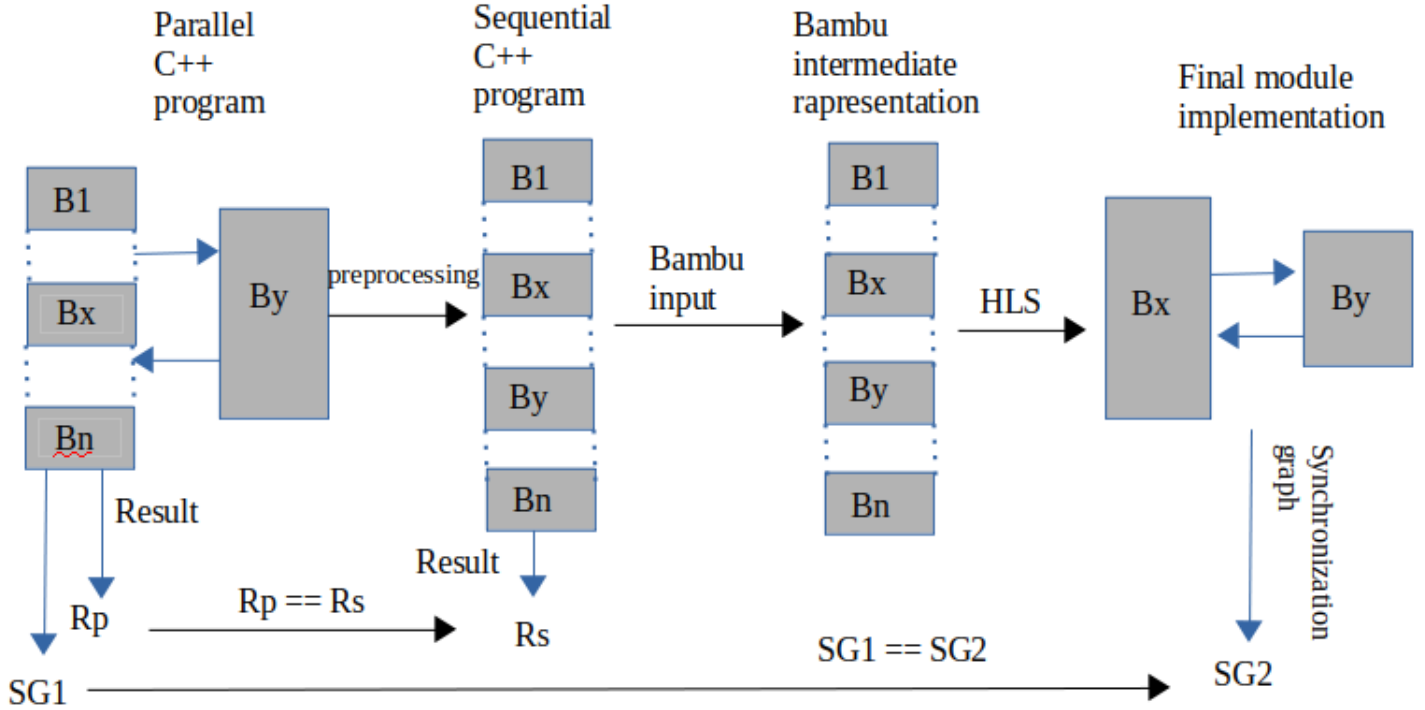 Parallel
C++
program
Sequential
C++
program
Bambu
intermediate
rapresentation
Final module
implementation
B1
Bx
Bn
By
preprocessing
B1
Bx
By
Bn
Bambu
input
B1
Bx
By
Bn
HLS
Bx
By
Result
Rp
SG1
Rp == Rs
Result
Rs
SG1 == SG2
Synchronization
graph
SG2